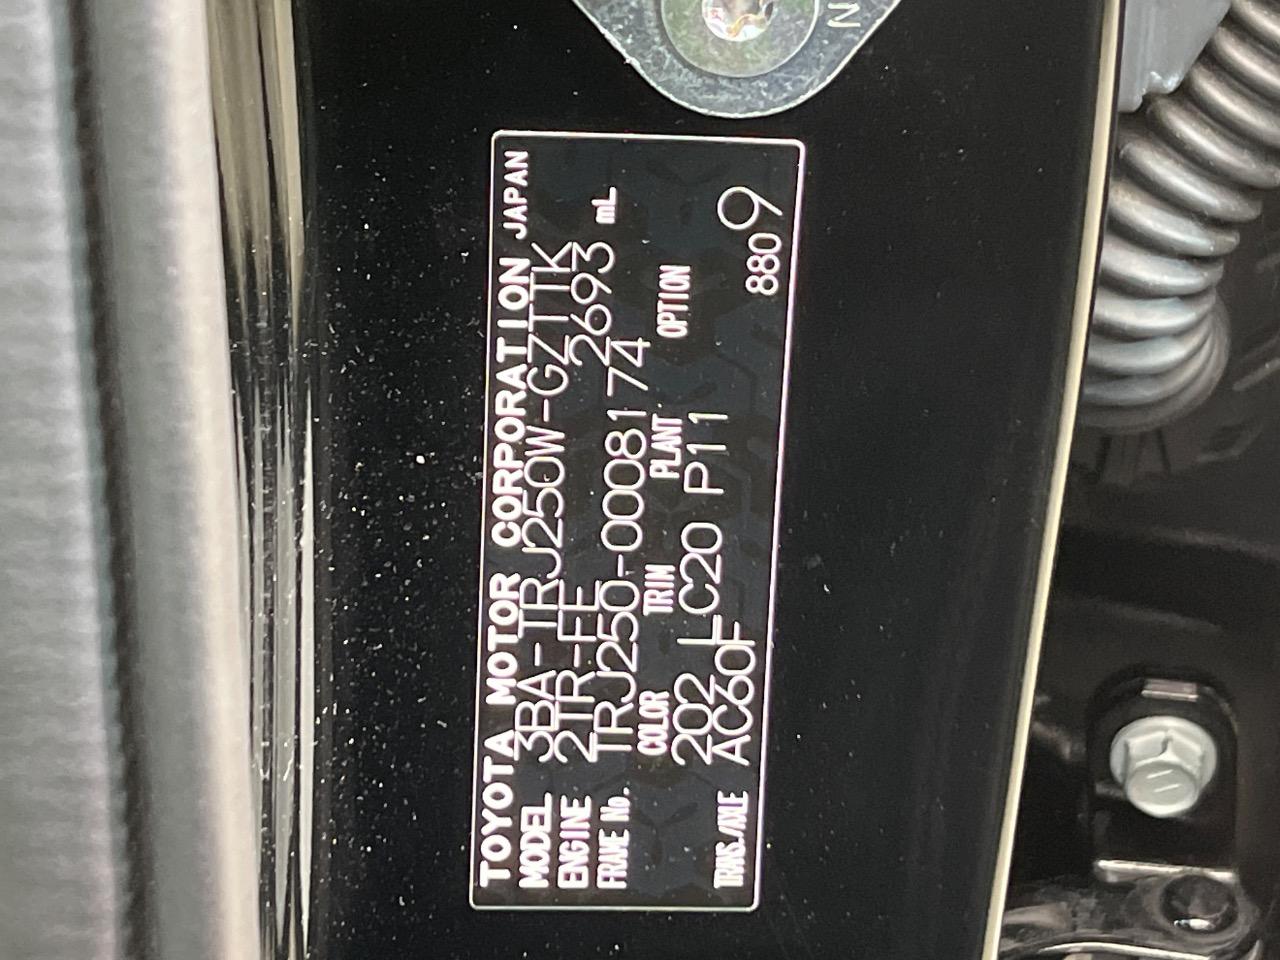 TOYOTA MOTOR CORPORATION JAPAN
MODEL 3BA-TRJ250W-GZTTK
ENGINE 2TR-FE 2693 mL
FRAME No. TRJ250-0008174
COLOR TRIM PLANT OPTION
202 LC20 P11
TRANS./AXLE AC60F 8809
N